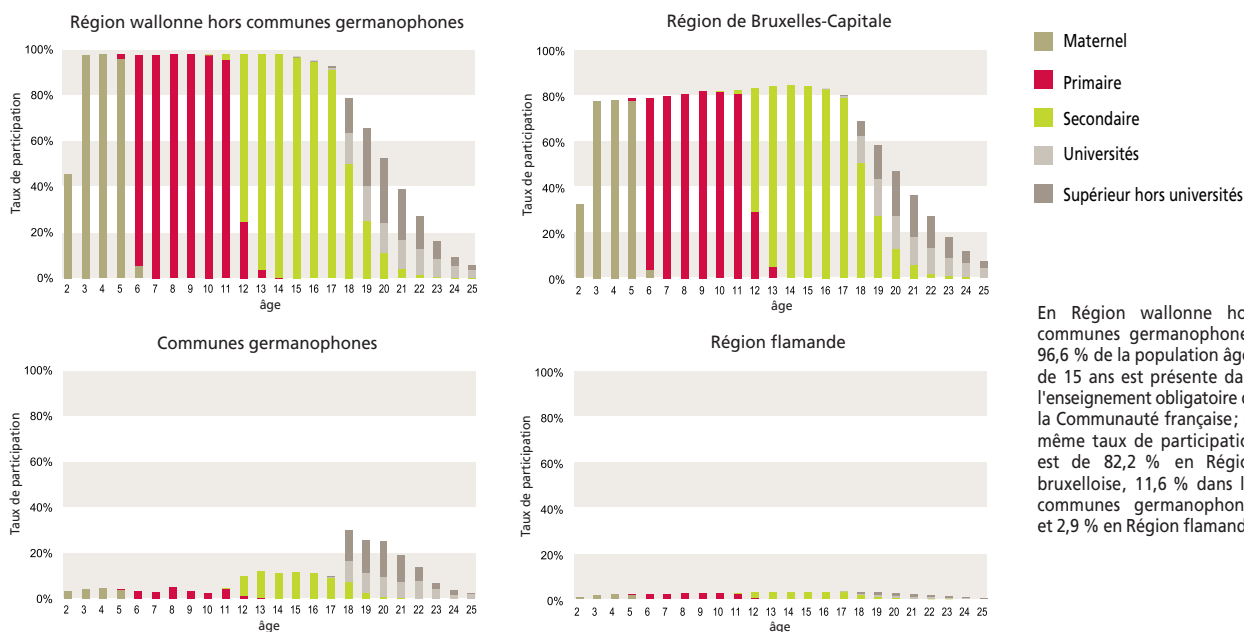 Région wallonne hors communes germanophones
Taux de participation
100%
80%
60%
40%
20%
0%
2 3 4 5 6 7 8 9 10 11 12 13 14 15 16 17 18 19 20 21 22 23 24 25
âge
Région de Bruxelles-Capitale
Taux de participation
100%
80%
60%
40%
20%
0%
2 3 4 5 6 7 8 9 10 11 12 13 14 15 16 17 18 19 20 21 22 23 24 25
âge
Maternel
Primaire
Secondaire
Universités
Supérieur hors universités
Communes germanophones
Taux de participation
100%
80%
60%
40%
20%
0%
2 3 4 5 6 7 8 9 10 11 12 13 14 15 16 17 18 19 20 21 22 23 24 25
âge
Région flamande
Taux de participation
100%
80%
60%
40%
20%
0%
2 3 4 5 6 7 8 9 10 11 12 13 14 15 16 17 18 19 20 21 22 23 24 25
âge
En Région wallonne
communes
96,6 % de la population
de 15 ans est présente
l'enseignement obligatoire
la Communauté française;
même taux de
est de 82,2 % en
bruxelloise, 11,6 % dans
communes
et 2,9 % en Région